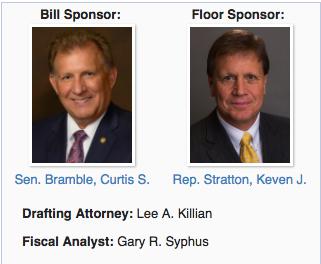 Bill Sponsor: Floor Sponsor:
Sen. Bramble, Curtis S. Rep. Stratton, Keven J.
Drafting Attorney: Lee A. Killian
Fiscal Analyst: Gary R. Syphus